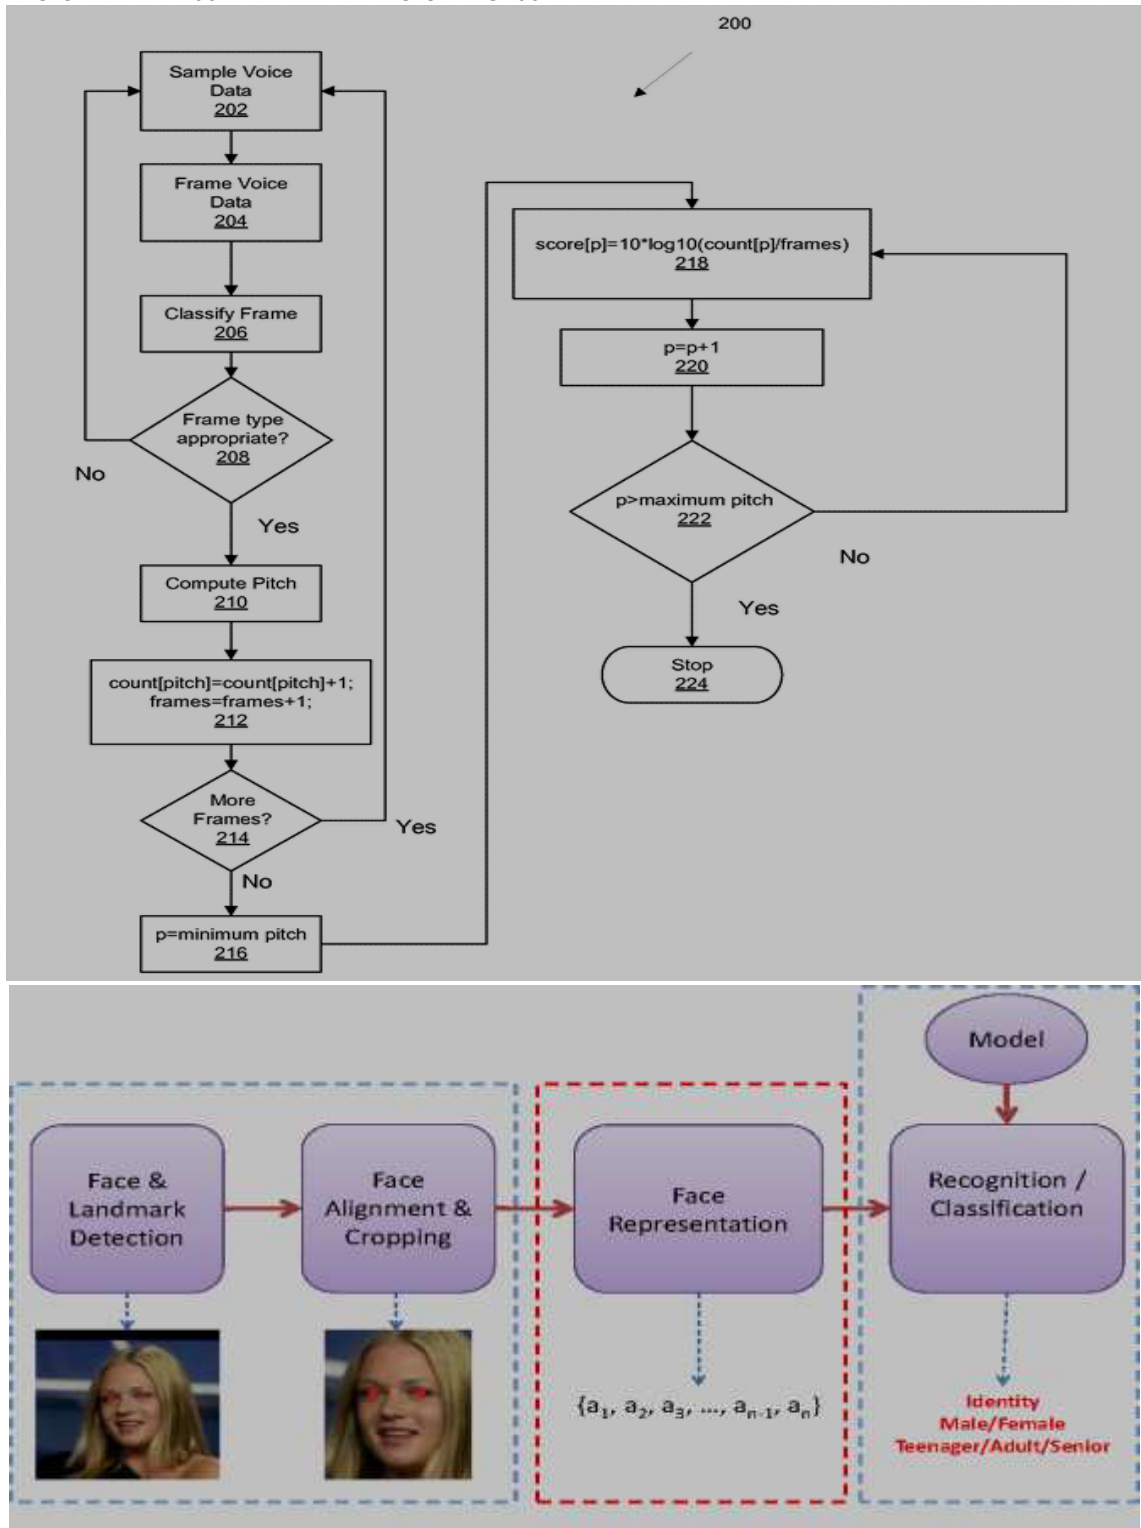 200
Sample Voice
Data
202
Frame Voice
Data
204
Classify Frame
206
Frame type
appropriate?
208
No
Yes
Compute Pitch
210
count[pitch]=count[pitch]+1;
frames=frames+1;
212
More
Frames?
214
Yes
No
p=minimum pitch
216
score[p]=10*log10(count[p]/frames)
218
p=p+1
220
p>maximum pitch
222
No
Yes
Stop
224
Model
Face &
Landmark
Detection
Face
Alignment &
Cropping
Face
Representation
Recognition /
Classification
{a₁, a₂, a₃, ..., aₙ₋₁, aₙ}
Identity
Male/Female
Teenager/Adult/Senior